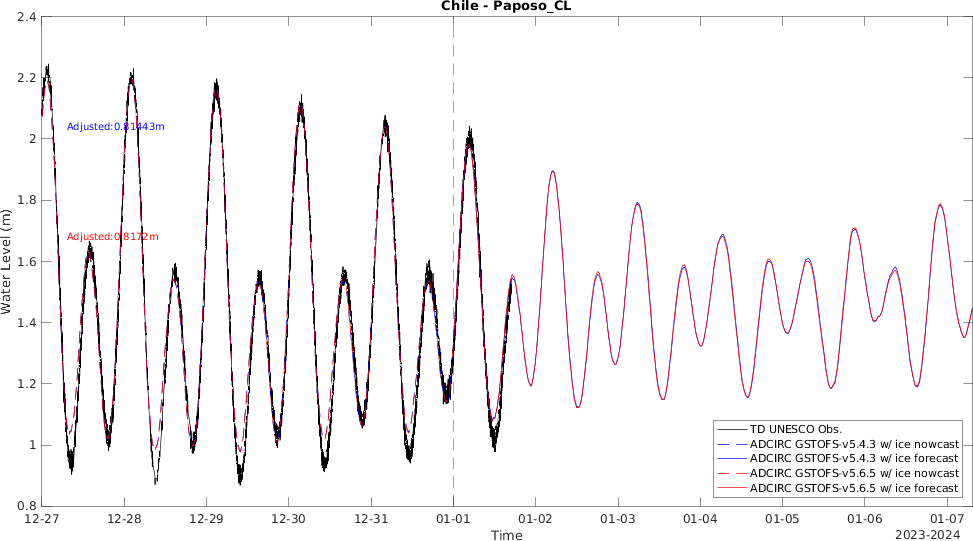 Chile - Paposo_CL
2.4
2.2
2
1.8
1.6
1.4
1.2
1
0.8
Water Level (m)
Adjusted:0.81443m
Adjusted:0.8172m
TD UNESCO Obs.
ADCIRC GSTOFS-v5.4.3 w/ ice nowcast
ADCIRC GSTOFS-v5.4.3 w/ ice forecast
ADCIRC GSTOFS-v5.6.5 w/ ice nowcast
ADCIRC GSTOFS-v5.6.5 w/ ice forecast
12-27 12-28 12-29 12-30 12-31 01-01 01-02 01-03 01-04 01-05 01-06 01-07
Time
2023-2024